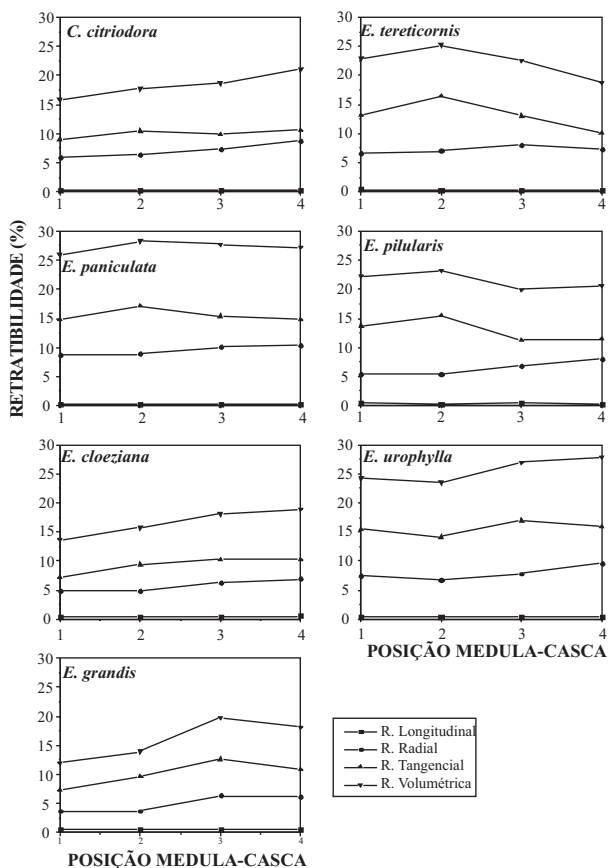 C. citriodora
30
25
20
15
10
5
0
1 2 3 4
E. tereticornis
30
25
20
15
10
5
0
1 2 3 4
RETRATIBILIDADE (%)
E. paniculata
30
25
20
15
10
5
0
1 2 3 4
E. pilularis
30
25
20
15
10
5
0
1 2 3 4
E. cloeziana
30
25
20
15
10
5
0
1 2 3 4
E. urophylla
30
25
20
15
10
5
0
1 2 3 4
POSIÇÃO MEDULA-CASCA
E. grandis
30
25
20
15
10
5
0
1 2 3 4
POSIÇÃO MEDULA-CASCA
R. Longitudinal
R. Radial
R. Tangencial
R. Volumétrica